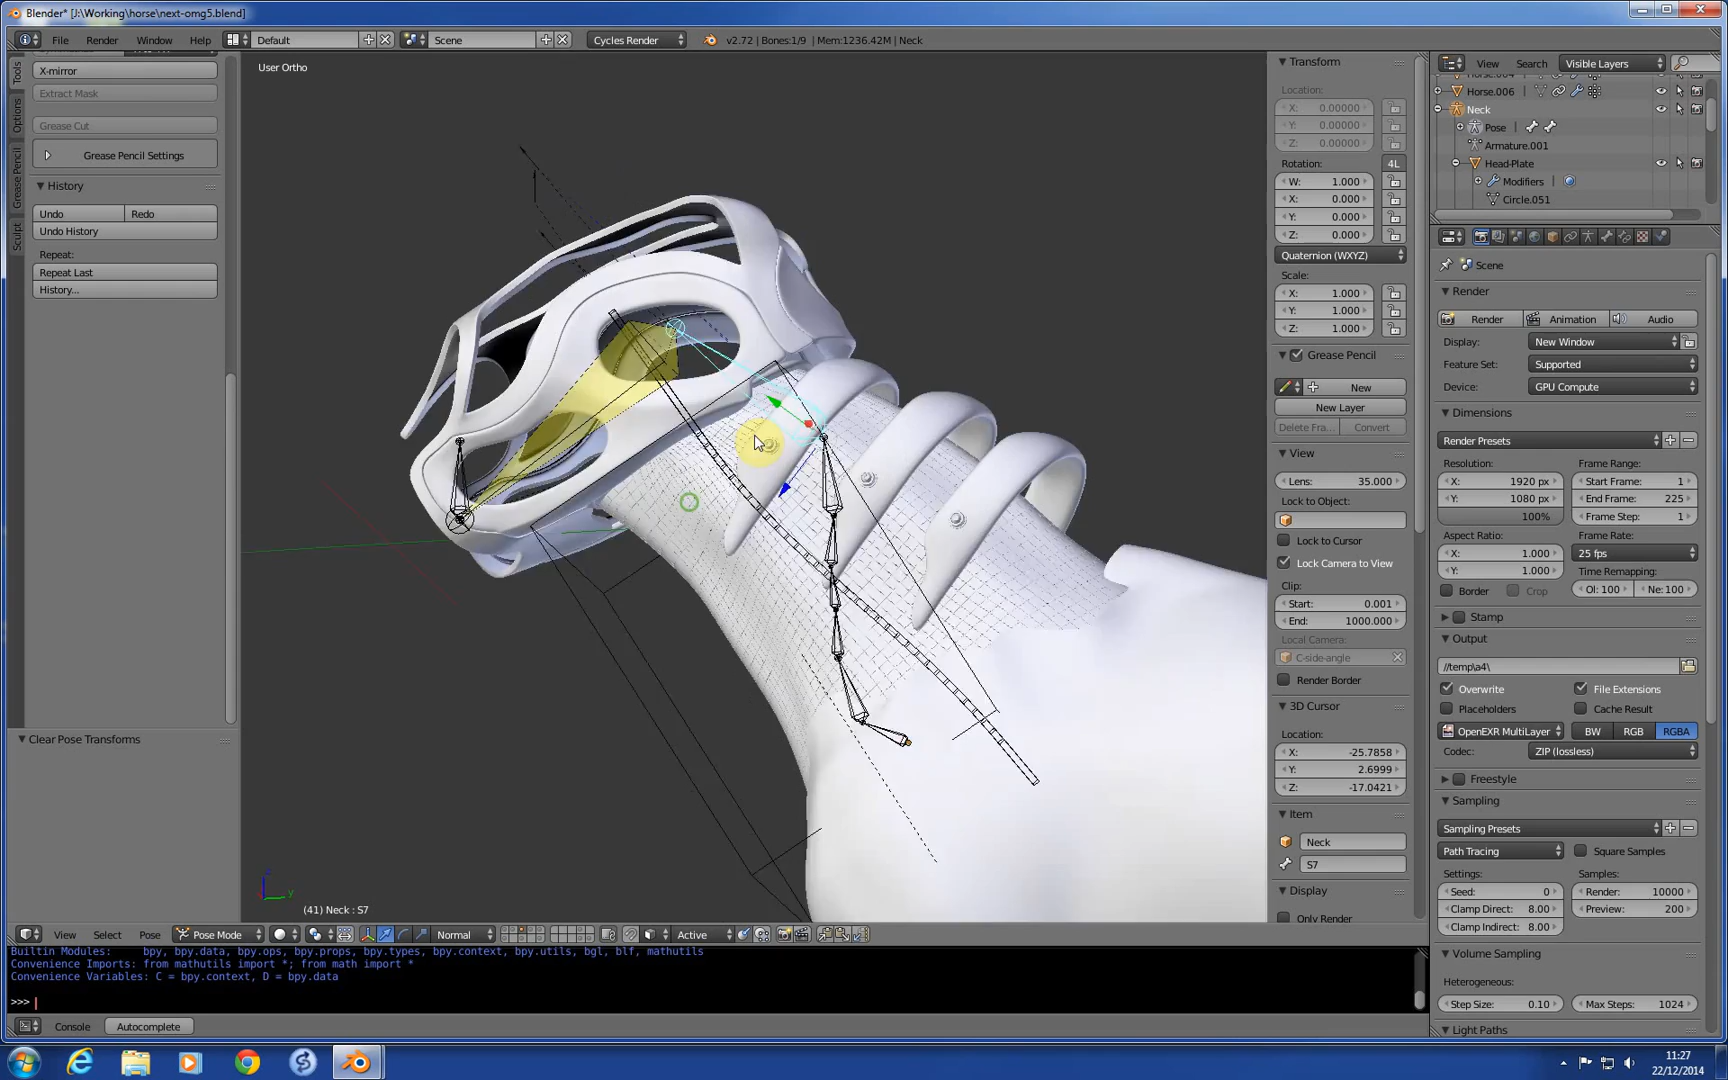 Blender* [J:\Working\horse\next-omg5.blend]
File Render Window Help Default Scene Cycles Render v2.72 | Bones:1/9 | Mem:1236.42M | Neck
Tools
Options
Grease Pencil
Sculpt
X-mirror
Extract Mask
Grease Cut
Grease Pencil Settings
History
Undo Redo
Undo History
Repeat:
Repeat Last
History...
Clear Pose Transforms
User Ortho
z
y
(41) Neck : S7
Transform
Location:
X: 0.00000
Y: 0.00000
Z: 0.00000
Rotation: 4L
W: 1.000
X: 0.000
Y: 0.000
Z: 0.000
Quaternion (WXYZ)
Scale:
X: 1.000
Y: 1.000
Z: 1.000
Grease Pencil
New
New Layer
Delete Fra... Convert
View
Lens: 35.000
Lock to Object:
Lock to Cursor
Lock Camera to View
Clip:
Start: 0.001
End: 1000.000
Local Camera:
C-side-angle
Render Border
3D Cursor
Location:
X: -25.7858
Y: 2.6999
Z: -17.0421
Item
Neck
S7
Display
Only Render
View Search Visible Layers
Horse.006
Neck
Pose
Armature.001
Head-Plate
Modifiers
Circle.051
Scene
Render
Render Animation Audio
Display: New Window
Feature Set: Supported
Device: GPU Compute
Dimensions
Render Presets
Resolution: Frame Range:
X: 1920 px Start Frame: 1
Y: 1080 px End Frame: 225
100% Frame Step: 1
Aspect Ratio: Frame Rate:
X: 1.000 25 fps
Y: 1.000 Time Remapping:
Border Crop Ol: 100 Ne: 100
Stamp
Output
//temp\a4\
Overwrite File Extensions
Placeholders Cache Result
OpenEXR MultiLayer BW RGB RGBA
Codec: ZIP (lossless)
Freestyle
Sampling
Sampling Presets
Path Tracing Square Samples
Settings: Samples:
Seed: 0 Render: 10000
Clamp Direct: 8.00 Preview: 200
Clamp Indirect: 8.00
Volume Sampling
Heterogeneous:
Step Size: 0.10 Max Steps: 1024
Light Paths
View Select Pose Pose Mode Normal Active
Builtin Modules: bpy, bpy.data, bpy.ops, bpy.props, bpy.types, bpy.context, bpy.utils, bgl, blf, mathutils
Convenience Imports: from mathutils import *; from math import *
Convenience Variables: C = bpy.context, D = bpy.data
>>>
Console Autocomplete
11:27
22/12/2014